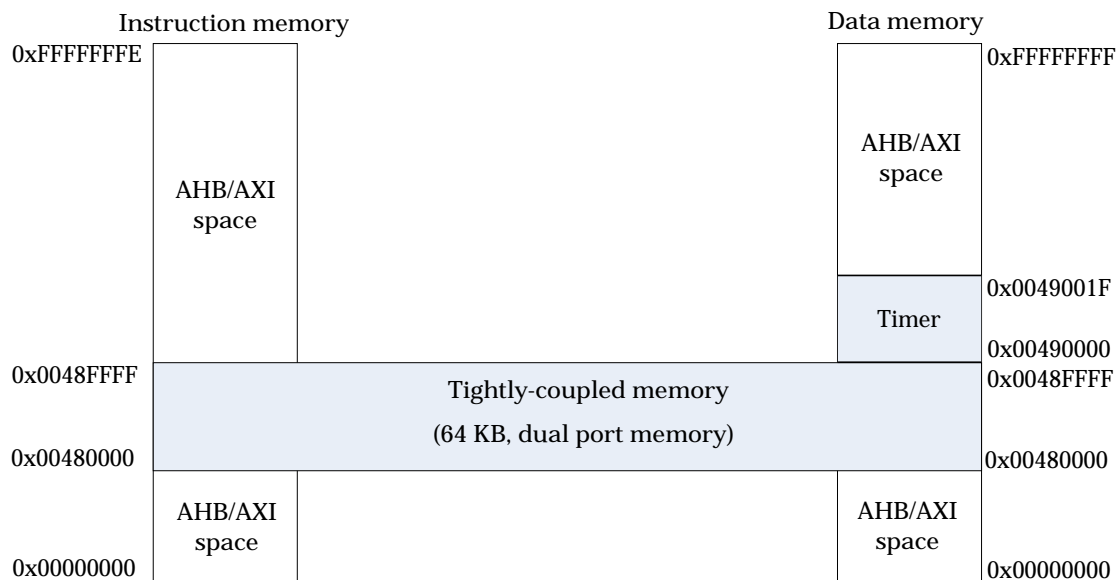 Instruction memory
Data memory
0xFFFFFFFE
0xFFFFFFFF
AHB/AXI
space
AHB/AXI
space
0x0049001F
Timer
0x00490000
0x0048FFFF
0x0048FFFF
Tightly-coupled memory
(64 KB, dual port memory)
0x00480000
0x00480000
AHB/AXI
space
AHB/AXI
space
0x00000000
0x00000000